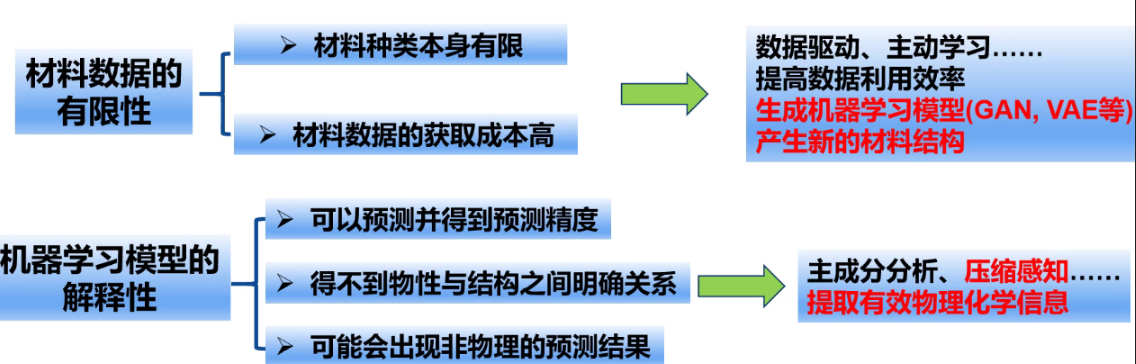 材料数据的
有限性
➢ 材料种类本身有限
➢ 材料数据的获取成本高
数据驱动、主动学习……
提高数据利用效率
生成机器学习模型(GAN, VAE等)
产生新的材料结构
机器学习模型的
解释性
➢ 可以预测并得到预测精度
➢ 得不到物性与结构之间明确关系
➢ 可能会出现非物理的预测结果
主成分分析、压缩感知……
提取有效物理化学信息